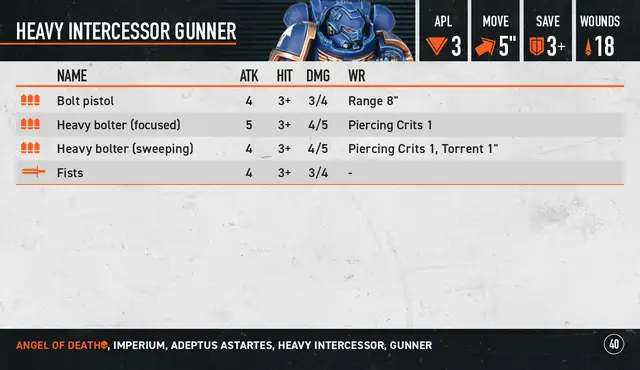 HEAVY INTERCESSOR GUNNER
APL MOVE SAVE WOUNDS
3 5" 3+ 18
NAME ATK HIT DMG WR
Bolt pistol 4 3+ 3/4 Range 8"
Heavy bolter (focused) 5 3+ 4/5 Piercing Crits 1
Heavy bolter (sweeping) 4 3+ 4/5 Piercing Crits 1, Torrent 1"
Fists 4 3+ 3/4 -
ANGEL OF DEATH, IMPERIUM, ADEPTUS ASTARTES, HEAVY INTERCESSOR, GUNNER
40